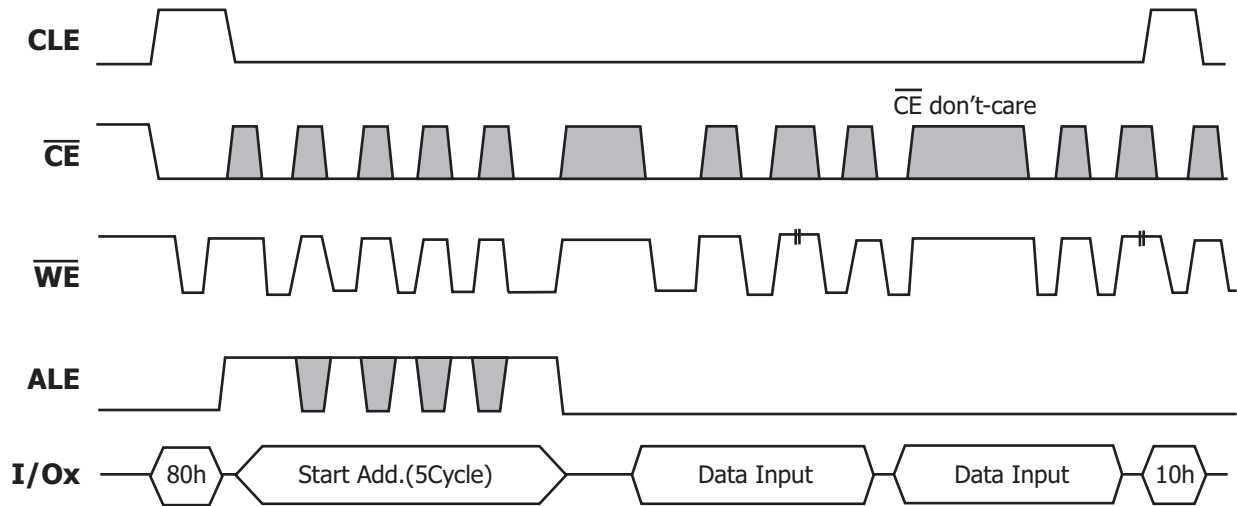 CLE
CE don't-care
CE
WE
ALE
I/Ox 80h Start Add.(5Cycle) Data Input Data Input 10h